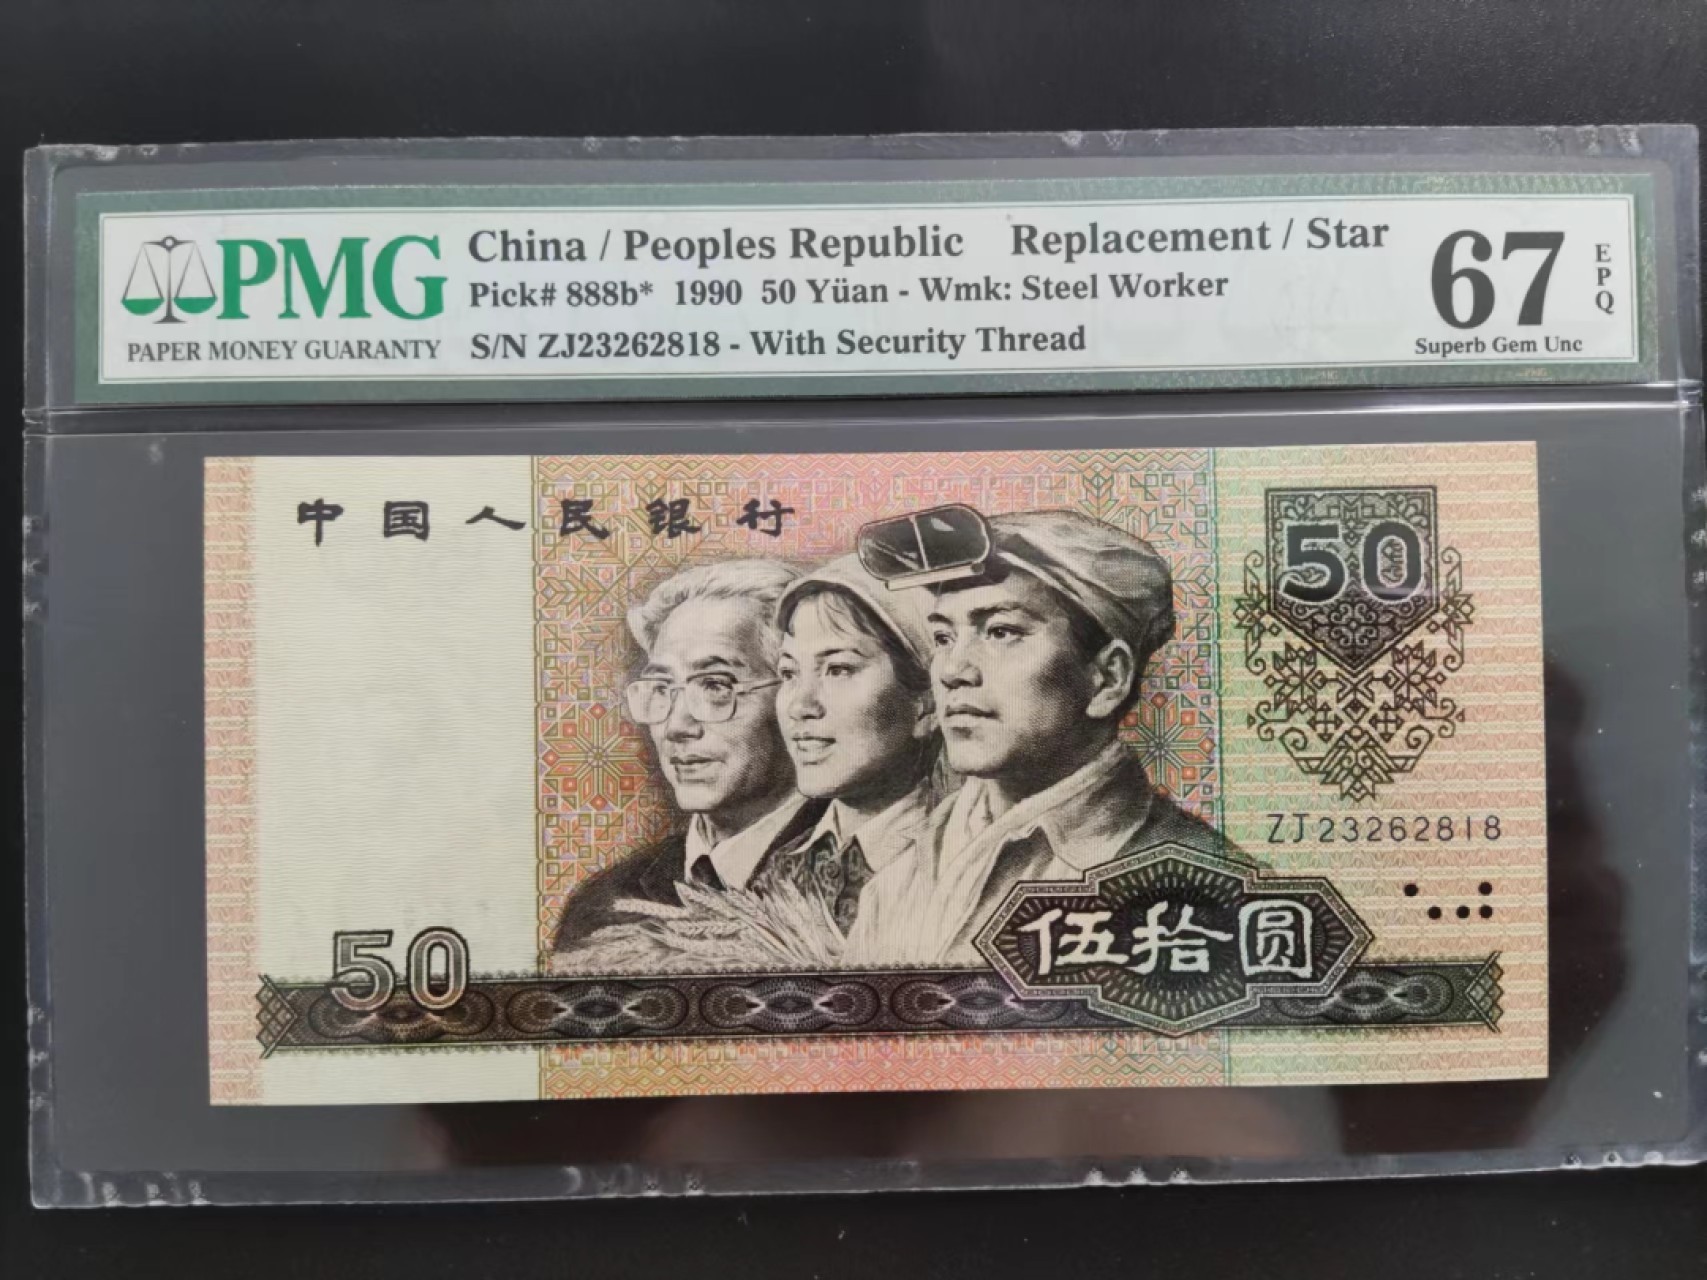 PMG
PAPER MONEY GUARANTY
China / Peoples Republic Replacement / Star
Pick# 888b* 1990 50 Yüan - Wmk: Steel Worker
S/N ZJ23262818 - With Security Thread
67
EPQ
Superb Gem Unc
中国人民银行
50
ZJ23262818
50
伍拾圆